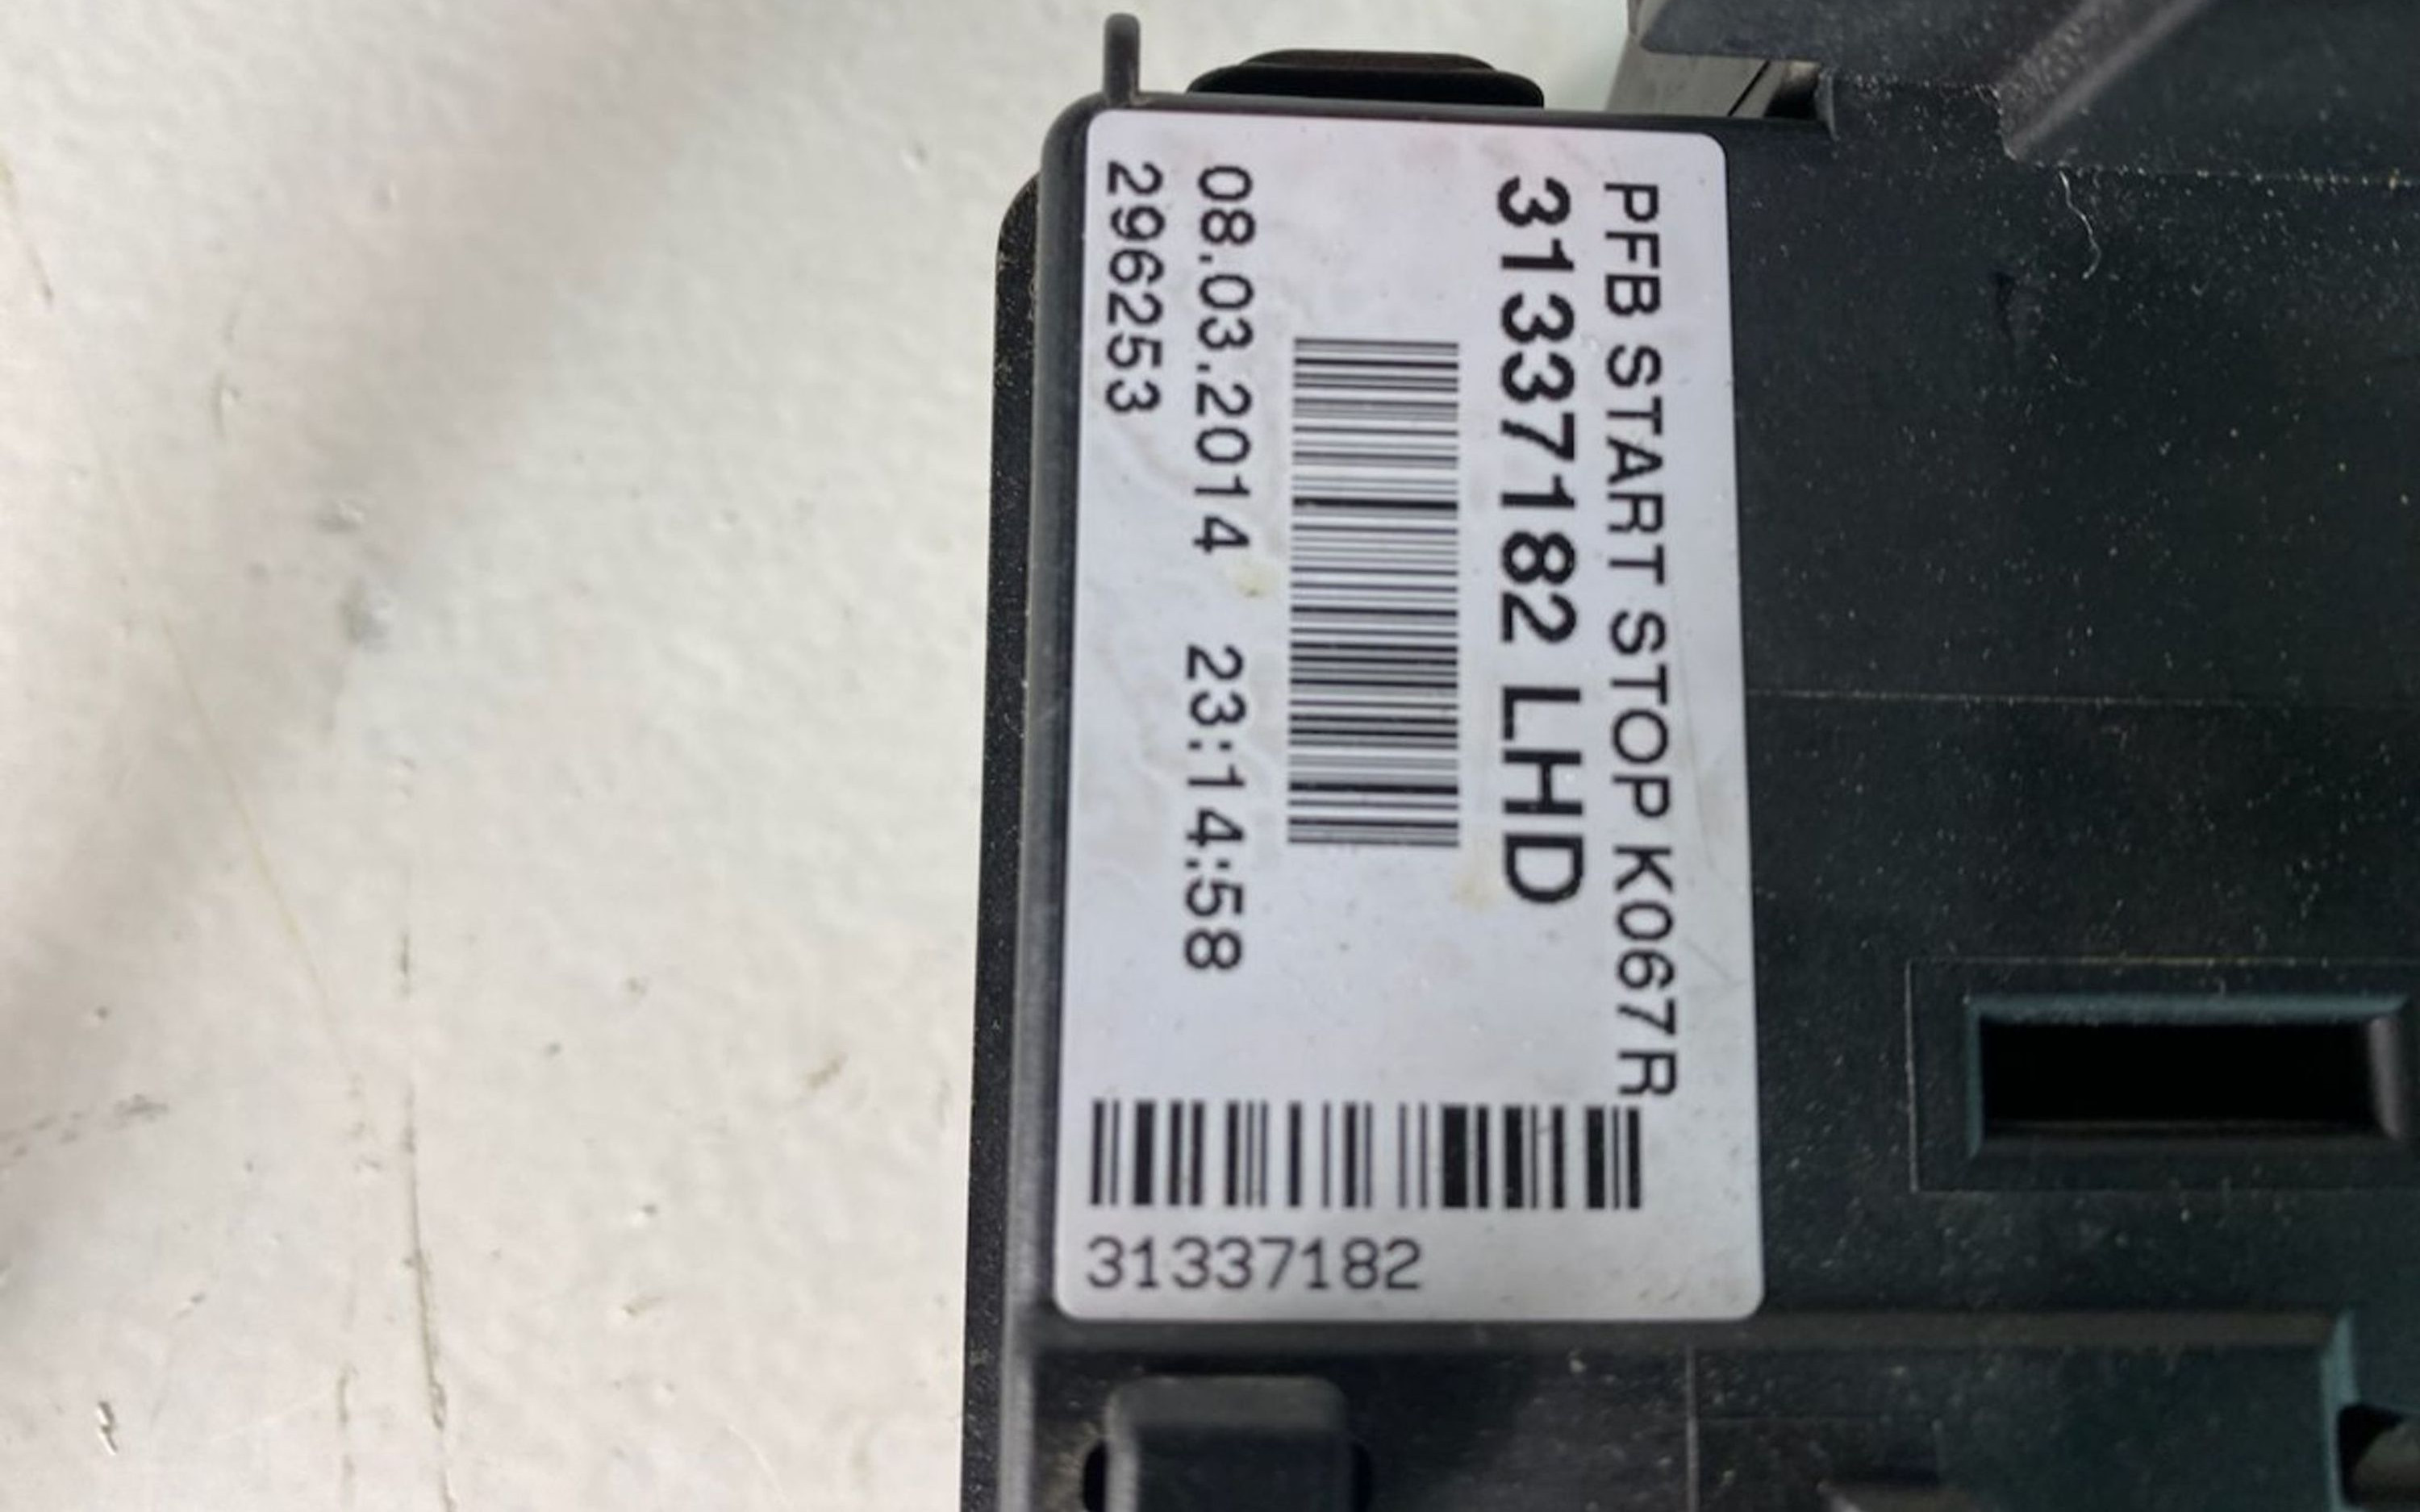 PFB START STOP K067R
31337182 LHD
08.03.2014 23:14:58
296253
31337182